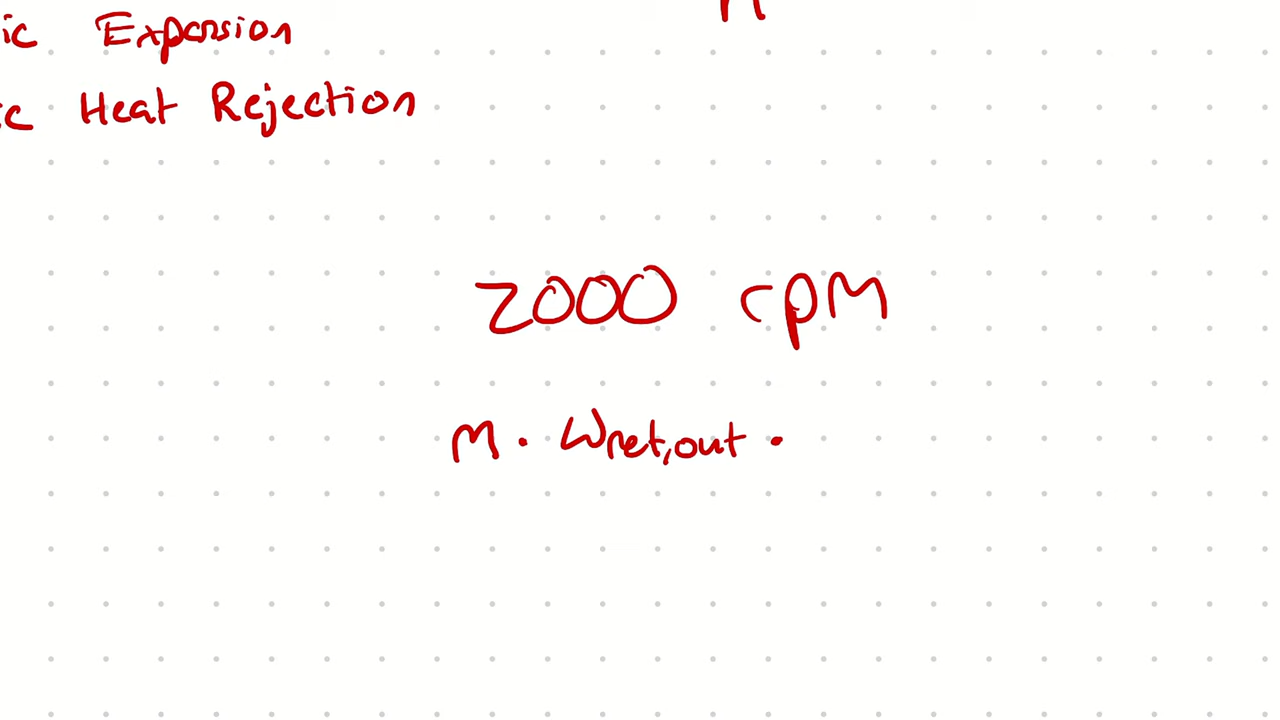 ic Expansion
ic Heat Rejection
2000 rpm
m · Wnet,out ·